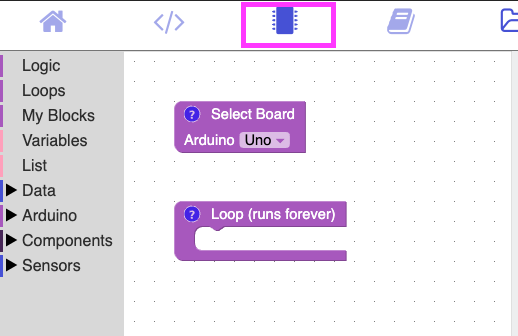 </>
Logic
Loops
My Blocks
Variables
List
Data
Arduino
Components
Sensors
? Select Board
Arduino Uno
? Loop (runs forever)